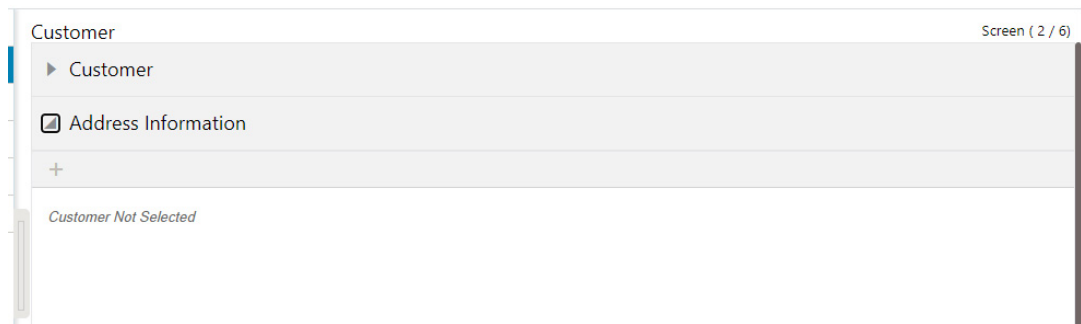 Customer
Screen ( 2 / 6)
Customer
Address Information
Customer Not Selected